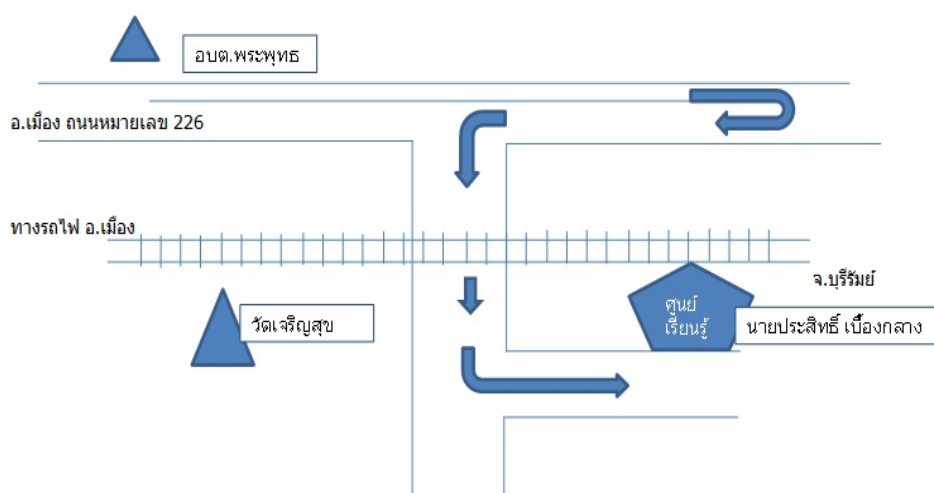 อบต.พระพุทธ
อ.เมือง ถนนหมายเลข 226
ทางรถไฟ อ.เมือง
จ.บุรีรัมย์
วัดเจริญสุข
ศูนย์
เรียนรู้
นายประสิทธิ์ เบื้องกลาง